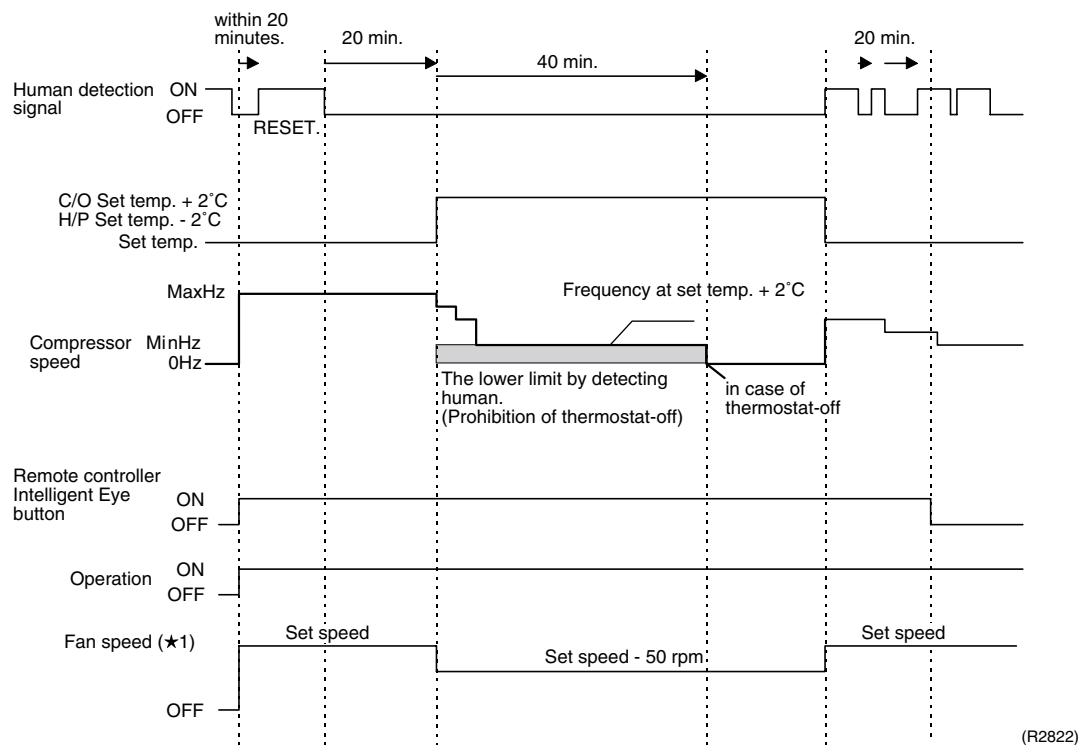 within 20
minutes.
20 min.
40 min.
20 min.
Human detection
signal
ON
OFF
RESET.
C/O Set temp. + 2˚C
H/P Set temp. - 2˚C
Set temp.
MaxHz
Frequency at set temp. + 2˚C
Compressor
speed
MinHz
0Hz
The lower limit by detecting
human.
(Prohibition of thermostat-off)
in case of
thermostat-off
Remote controller
Intelligent Eye
button
ON
OFF
Operation
ON
OFF
Fan speed (★1)
Set speed
Set speed - 50 rpm
Set speed
OFF
(R2822)